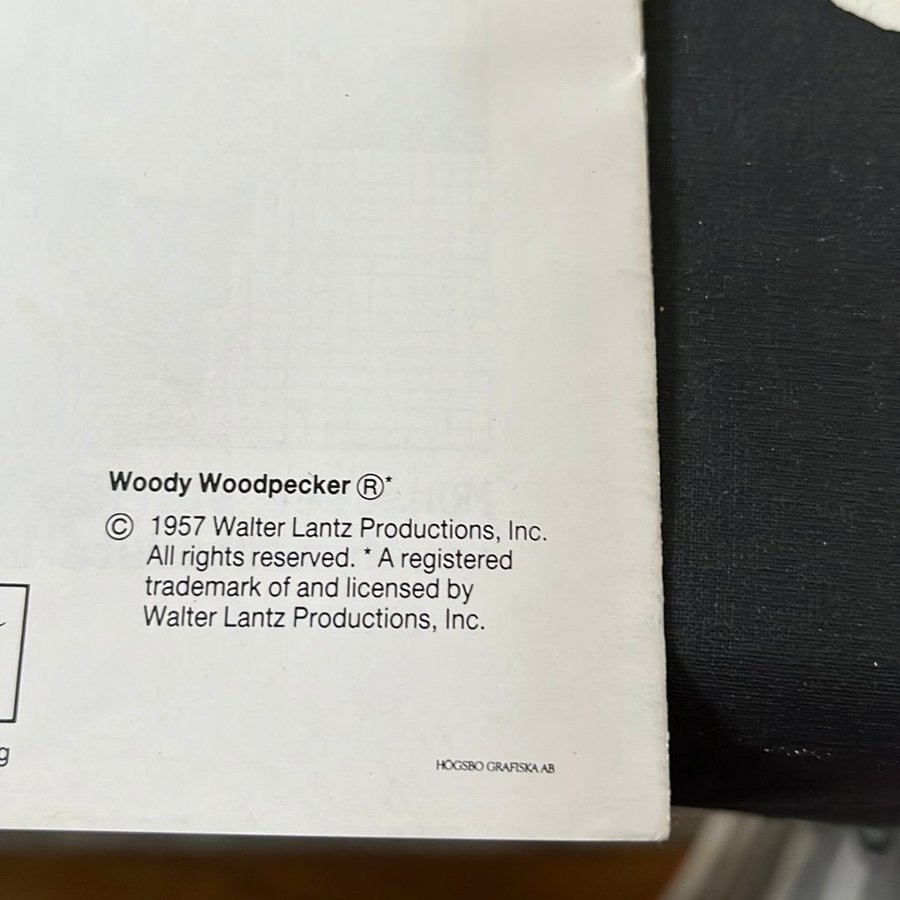 Woody Woodpecker ®*
© 1957 Walter Lantz Productions, Inc.
All rights reserved. * A registered
trademark of and licensed by
Walter Lantz Productions, Inc.
g
HÖGSBO GRAFISKA AB